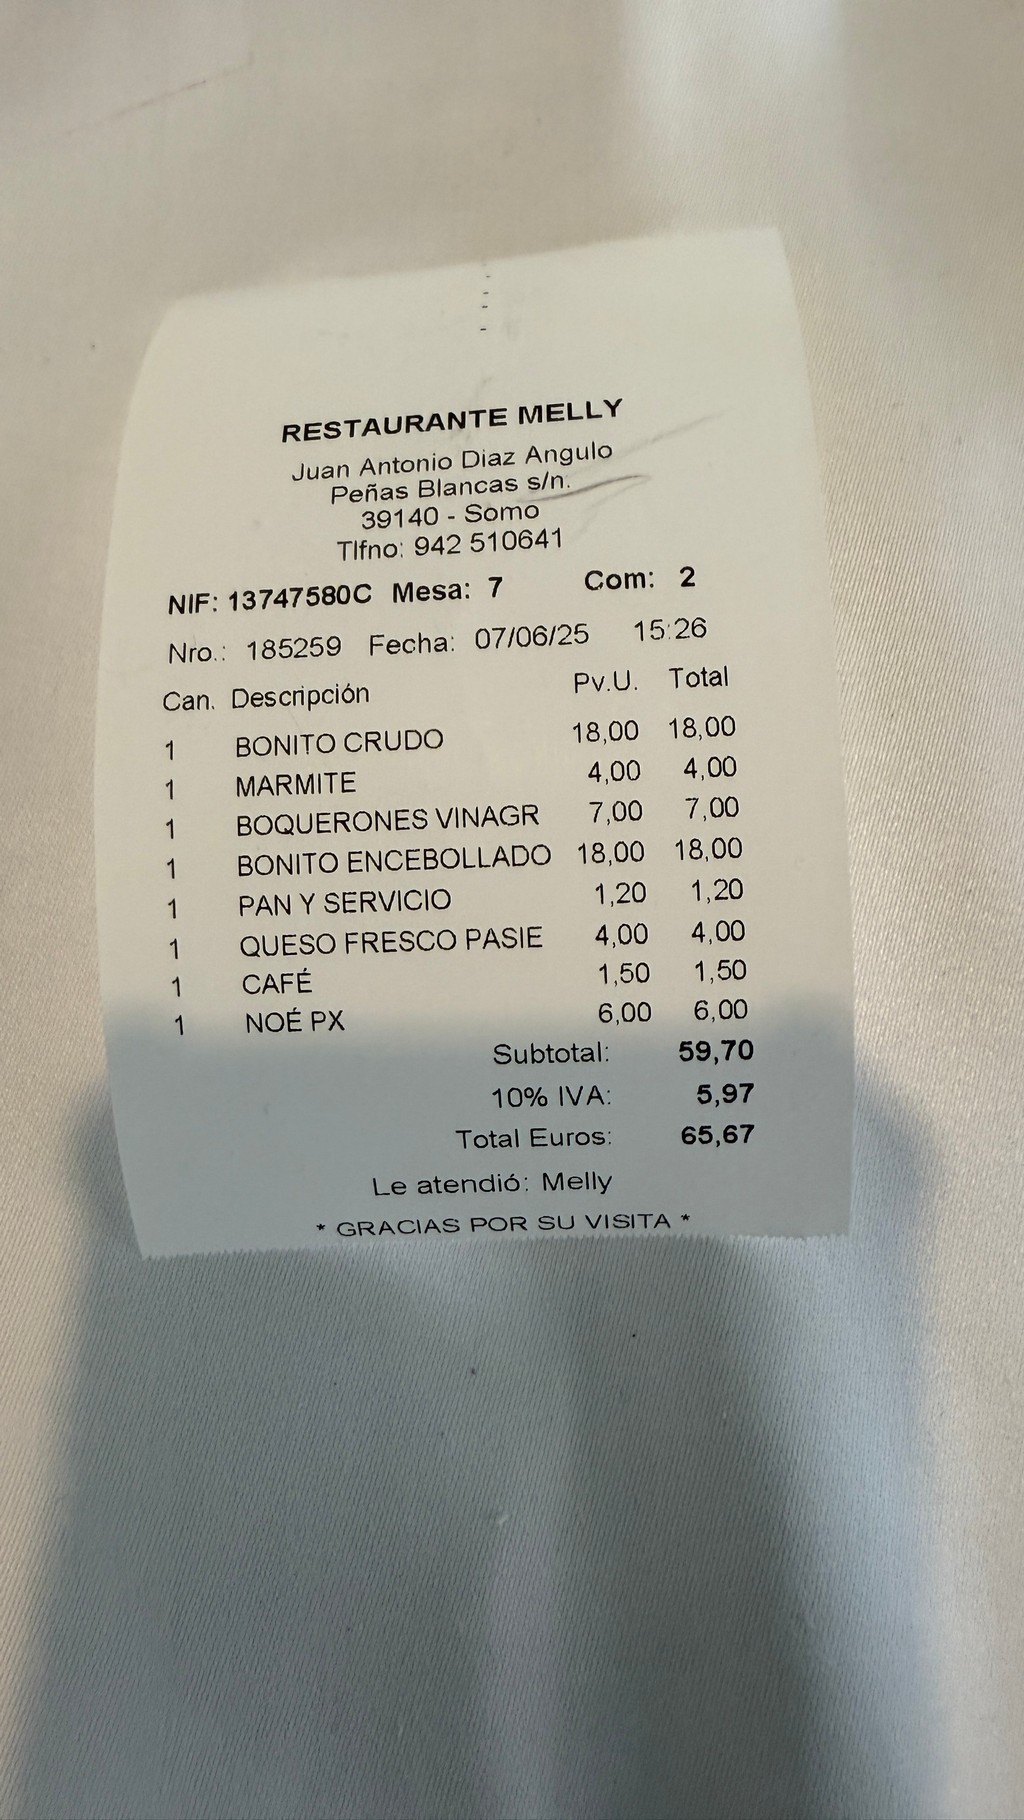 RESTAURANTE MELLY
Juan Antonio Diaz Angulo
Peñas Blancas s/n.
39140 - Somo
Tlfno: 942 510641
NIF: 13747580C Mesa: 7 Com: 2
Nro.: 185259 Fecha: 07/06/25 15:26
Can. Descripción Pv.U. Total
1 BONITO CRUDO 18,00 18,00
1 MARMITE 4,00 4,00
1 BOQUERONES VINAGR 7,00 7,00
1 BONITO ENCEBOLLADO 18,00 18,00
1 PAN Y SERVICIO 1,20 1,20
1 QUESO FRESCO PASIE 4,00 4,00
1 CAFÉ 1,50 1,50
1 NOÉ PX 6,00 6,00
Subtotal: 59,70
10% IVA: 5,97
Total Euros: 65,67
Le atendió: Melly
* GRACIAS POR SU VISITA *